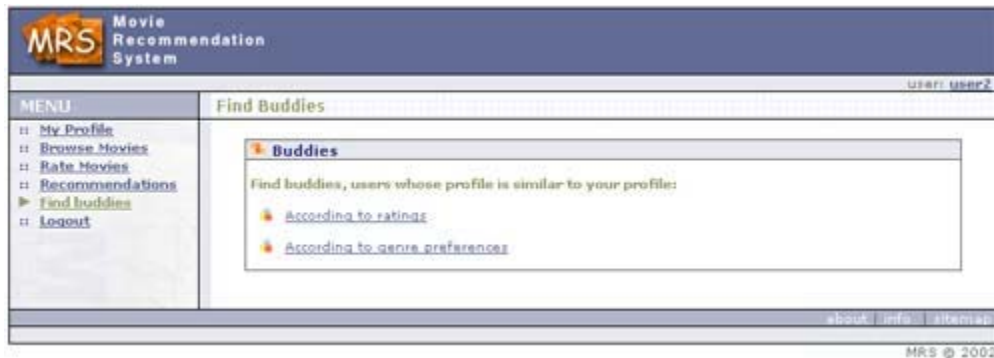 MRS
Movie
Recommendation
System
user: user2
MENU
Find Buddies
:: My Profile
:: Browse Movies
:: Rate Movies
:: Recommendations
► Find buddies
:: Logout
Buddies
Find buddies, users whose profile is similar to your profile:
According to ratings
According to genre preferences
about | info | sitemap
MRS © 2002